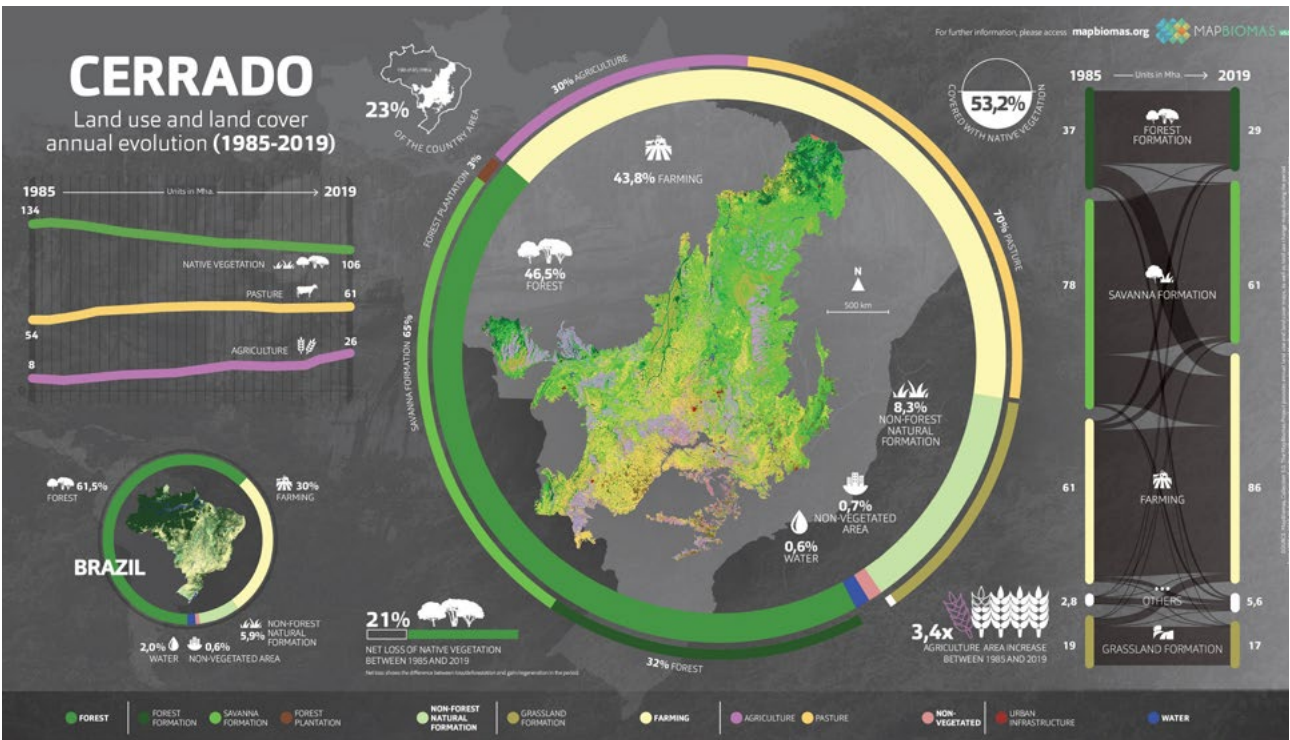 CERRADO
Land use and land cover
annual evolution (1985-2019)
1985
Units in Mha.
2019
134
NATIVE VEGETATION
106
PASTURE
61
54
AGRICULTURE
26
8
61,5%
FOREST
30%
FARMING
BRAZIL
NON-FOREST
NATURAL
FORMATION
5,9%
2,0%
WATER
0,6%
NON-VEGETATED AREA
23%
OF THE COUNTRY AREA
30% AGRICULTURE
FOREST PLANTATION 3%
SAVANNA FORMATION 65%
43,8% FARMING
46,5%
FOREST
70% PASTURE
N
500 km
8,3%
NON-FOREST
NATURAL
FORMATION
0,7%
NON-VEGETATED
AREA
0,6%
WATER
32% FOREST
21%
NET LOSS OF NATIVE VEGETATION
BETWEEN 1985 AND 2019
3,4x
AGRICULTURE AREA INCREASE
BETWEEN 1985 AND 2019
For further information, please access mapbiomas.org
MAPBIOMAS
53,2%
COVERED WITH NATIVE VEGETATION
1985
Units in Mha.
2019
37
FOREST
FORMATION
29
78
SAVANNA FORMATION
61
61
FARMING
86
2,8
OTHERS
5,6
19
GRASSLAND FORMATION
17
FOREST
FOREST
FORMATION
SAVANNA
FORMATION
FOREST
PLANTATION
NON-FOREST
NATURAL
FORMATION
GRASSLAND
FORMATION
FARMING
AGRICULTURE
PASTURE
NON-
VEGETATED
URBAN
INFRASTRUCTURE
WATER